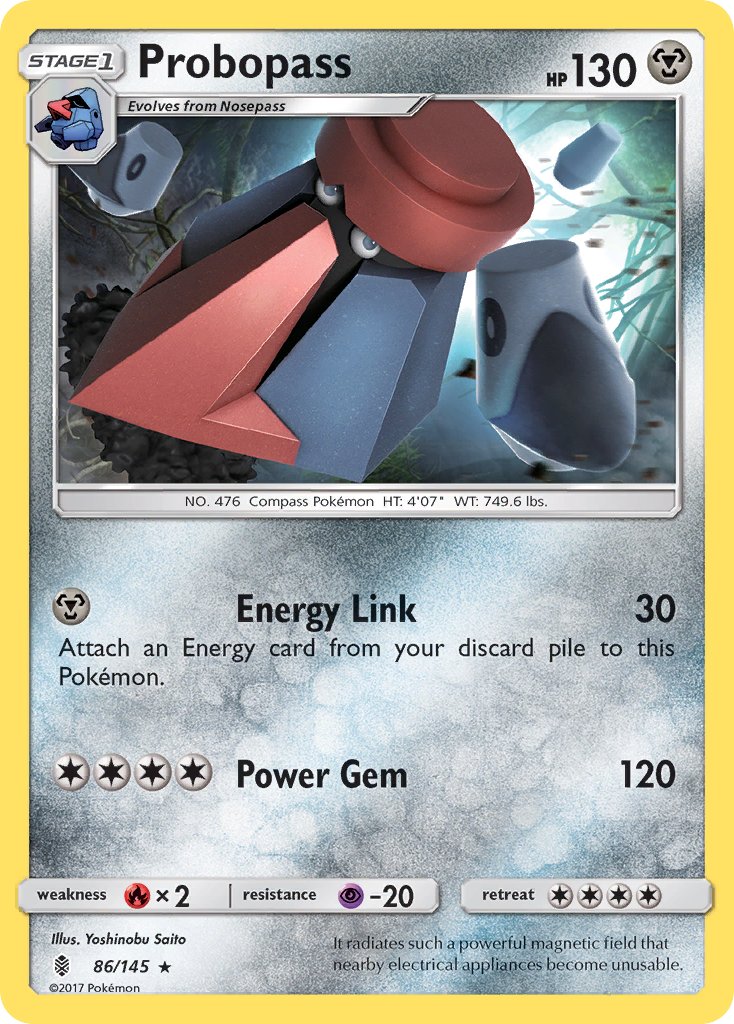 STAGE 1
Probopass
HP 130
Evolves from Nosepass
NO. 476 Compass Pokémon HT: 4'07" WT: 749.6 lbs.
Energy Link 30
Attach an Energy card from your discard pile to this
Pokémon.
Power Gem 120
weakness × 2 resistance -20 retreat
Illus. Yoshinobu Saito
86/145 ★
©2017 Pokémon
It radiates such a powerful magnetic field that
nearby electrical appliances become unusable.